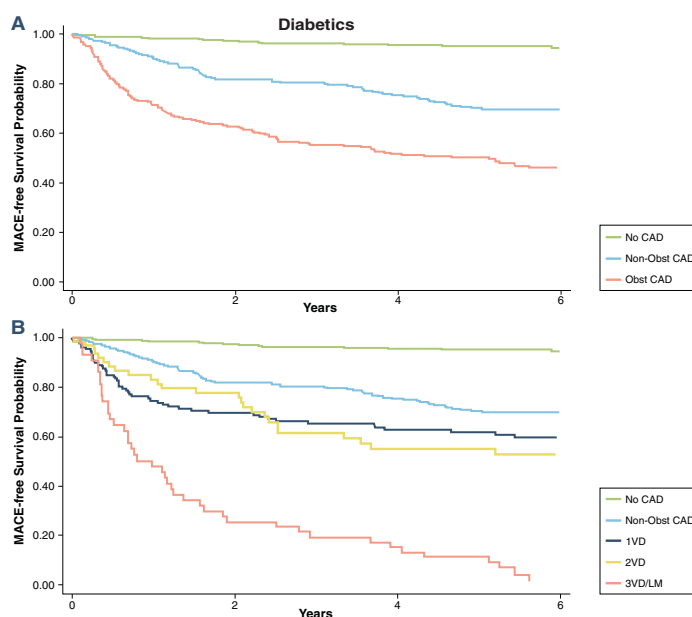 A
Diabetics
MACE-free Survival Probability
1.00
0.80
0.60
0.40
0.20
0.00
0 2 4 6
Years
No CAD
Non-Obst CAD
Obst CAD
B
MACE-free Survival Probability
1.00
0.80
0.60
0.40
0.20
0.00
0 2 4 6
Years
No CAD
Non-Obst CAD
1VD
2VD
3VD/LM